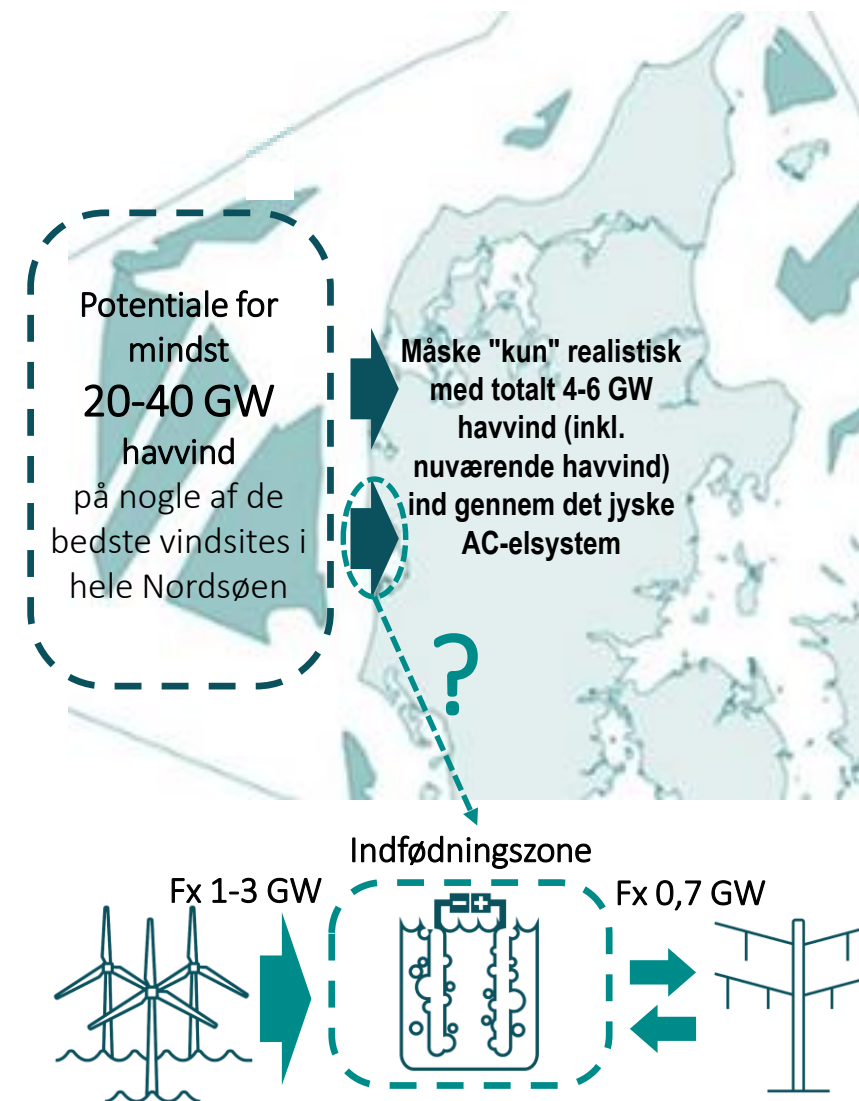 Potentiale for
mindst
20-40 GW
havvind
på nogle af de
bedste vindsites i
hele Nordsøen
Måske "kun" realistisk
med totalt 4-6 GW
havvind (inkl.
nuværende havvind)
ind gennem det jyske
AC-elsystem
?
Indfødningszone
Fx 1-3 GW
Fx 0,7 GW